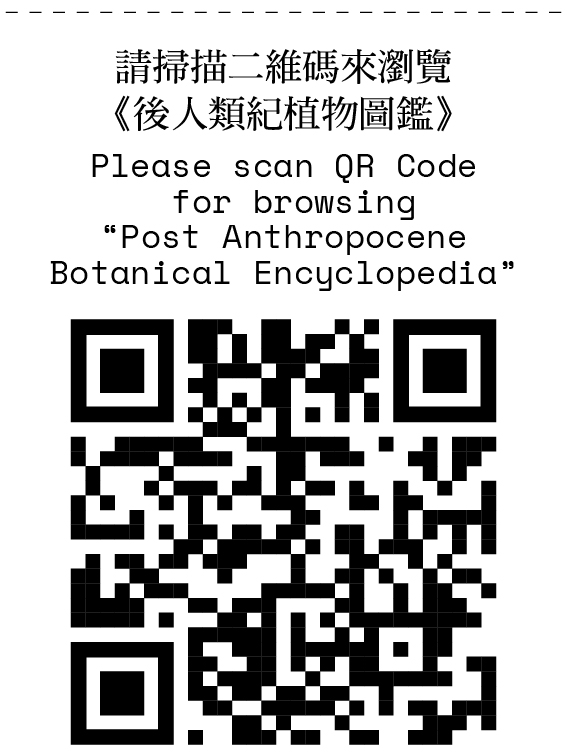 請掃描二維碼來瀏覽
《後人類紀植物圖鑑》
Please scan QR Code
for browsing
“Post Anthropocene
Botanical Encyclopedia”